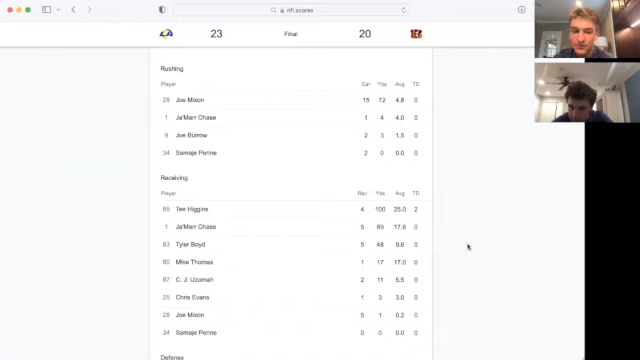 nfl scores
23 Final 20
Rushing
Player Car Yds Avg TD
28 Joe Mixon 15 72 4.8 0
1 Ja'Marr Chase 1 4 4.0 0
9 Joe Burrow 2 3 1.5 0
34 Samaje Perine 2 0 0.0 0
Receiving
Player Rec Yds Avg TD
85 Tee Higgins 4 100 25.0 2
1 Ja'Marr Chase 5 89 17.8 0
83 Tyler Boyd 5 48 9.6 0
80 Mike Thomas 1 17 17.0 0
87 C. J. Uzomah 2 11 5.5 0
25 Chris Evans 1 3 3.0 0
28 Joe Mixon 5 1 0.2 0
34 Samaje Perine 0 0 0.0 0
Defense